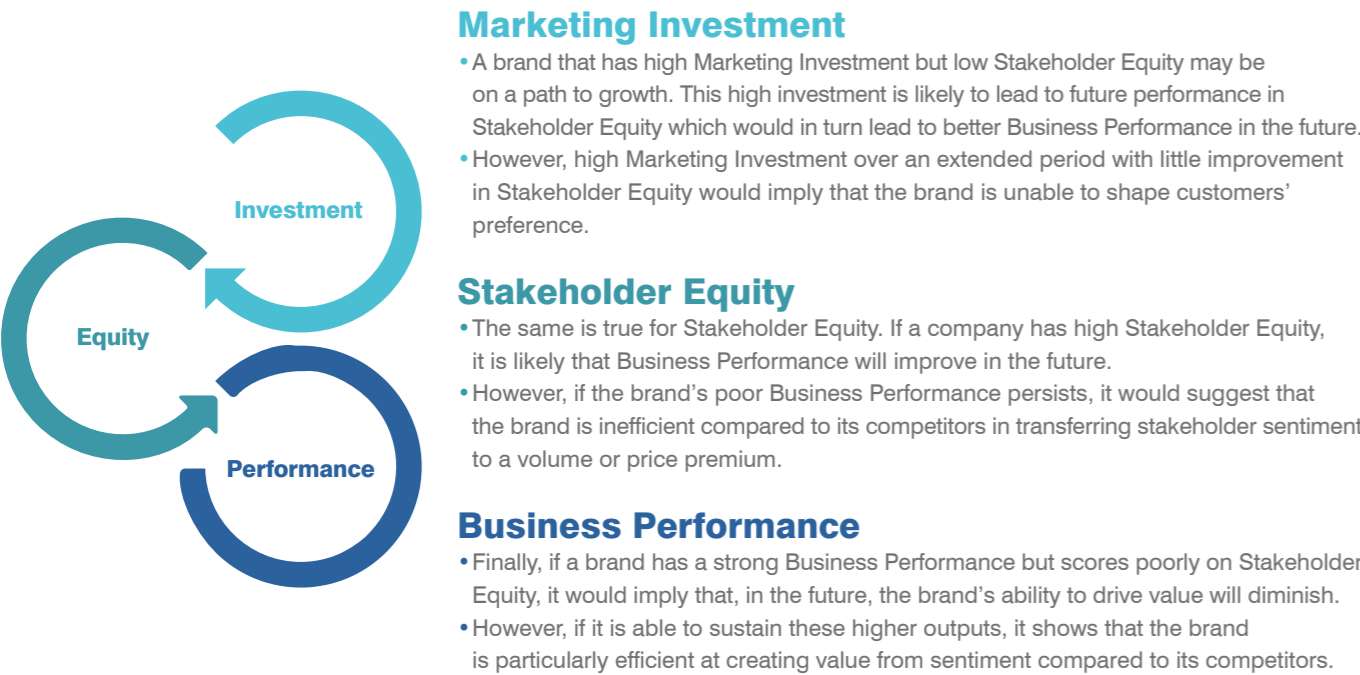 Marketing Investment
•A brand that has high Marketing Investment but low Stakeholder Equity may be
on a path to growth. This high investment is likely to lead to future performance in
Stakeholder Equity which would in turn lead to better Business Performance in the future.
•However, high Marketing Investment over an extended period with little improvement
in Stakeholder Equity would imply that the brand is unable to shape customers’
preference.
Investment
Stakeholder Equity
•The same is true for Stakeholder Equity. If a company has high Stakeholder Equity,
it is likely that Business Performance will improve in the future.
•However, if the brand’s poor Business Performance persists, it would suggest that
the brand is inefficient compared to its competitors in transferring stakeholder sentiment
to a volume or price premium.
Equity
Performance
Business Performance
•Finally, if a brand has a strong Business Performance but scores poorly on Stakeholder
Equity, it would imply that, in the future, the brand’s ability to drive value will diminish.
•However, if it is able to sustain these higher outputs, it shows that the brand
is particularly efficient at creating value from sentiment compared to its competitors.